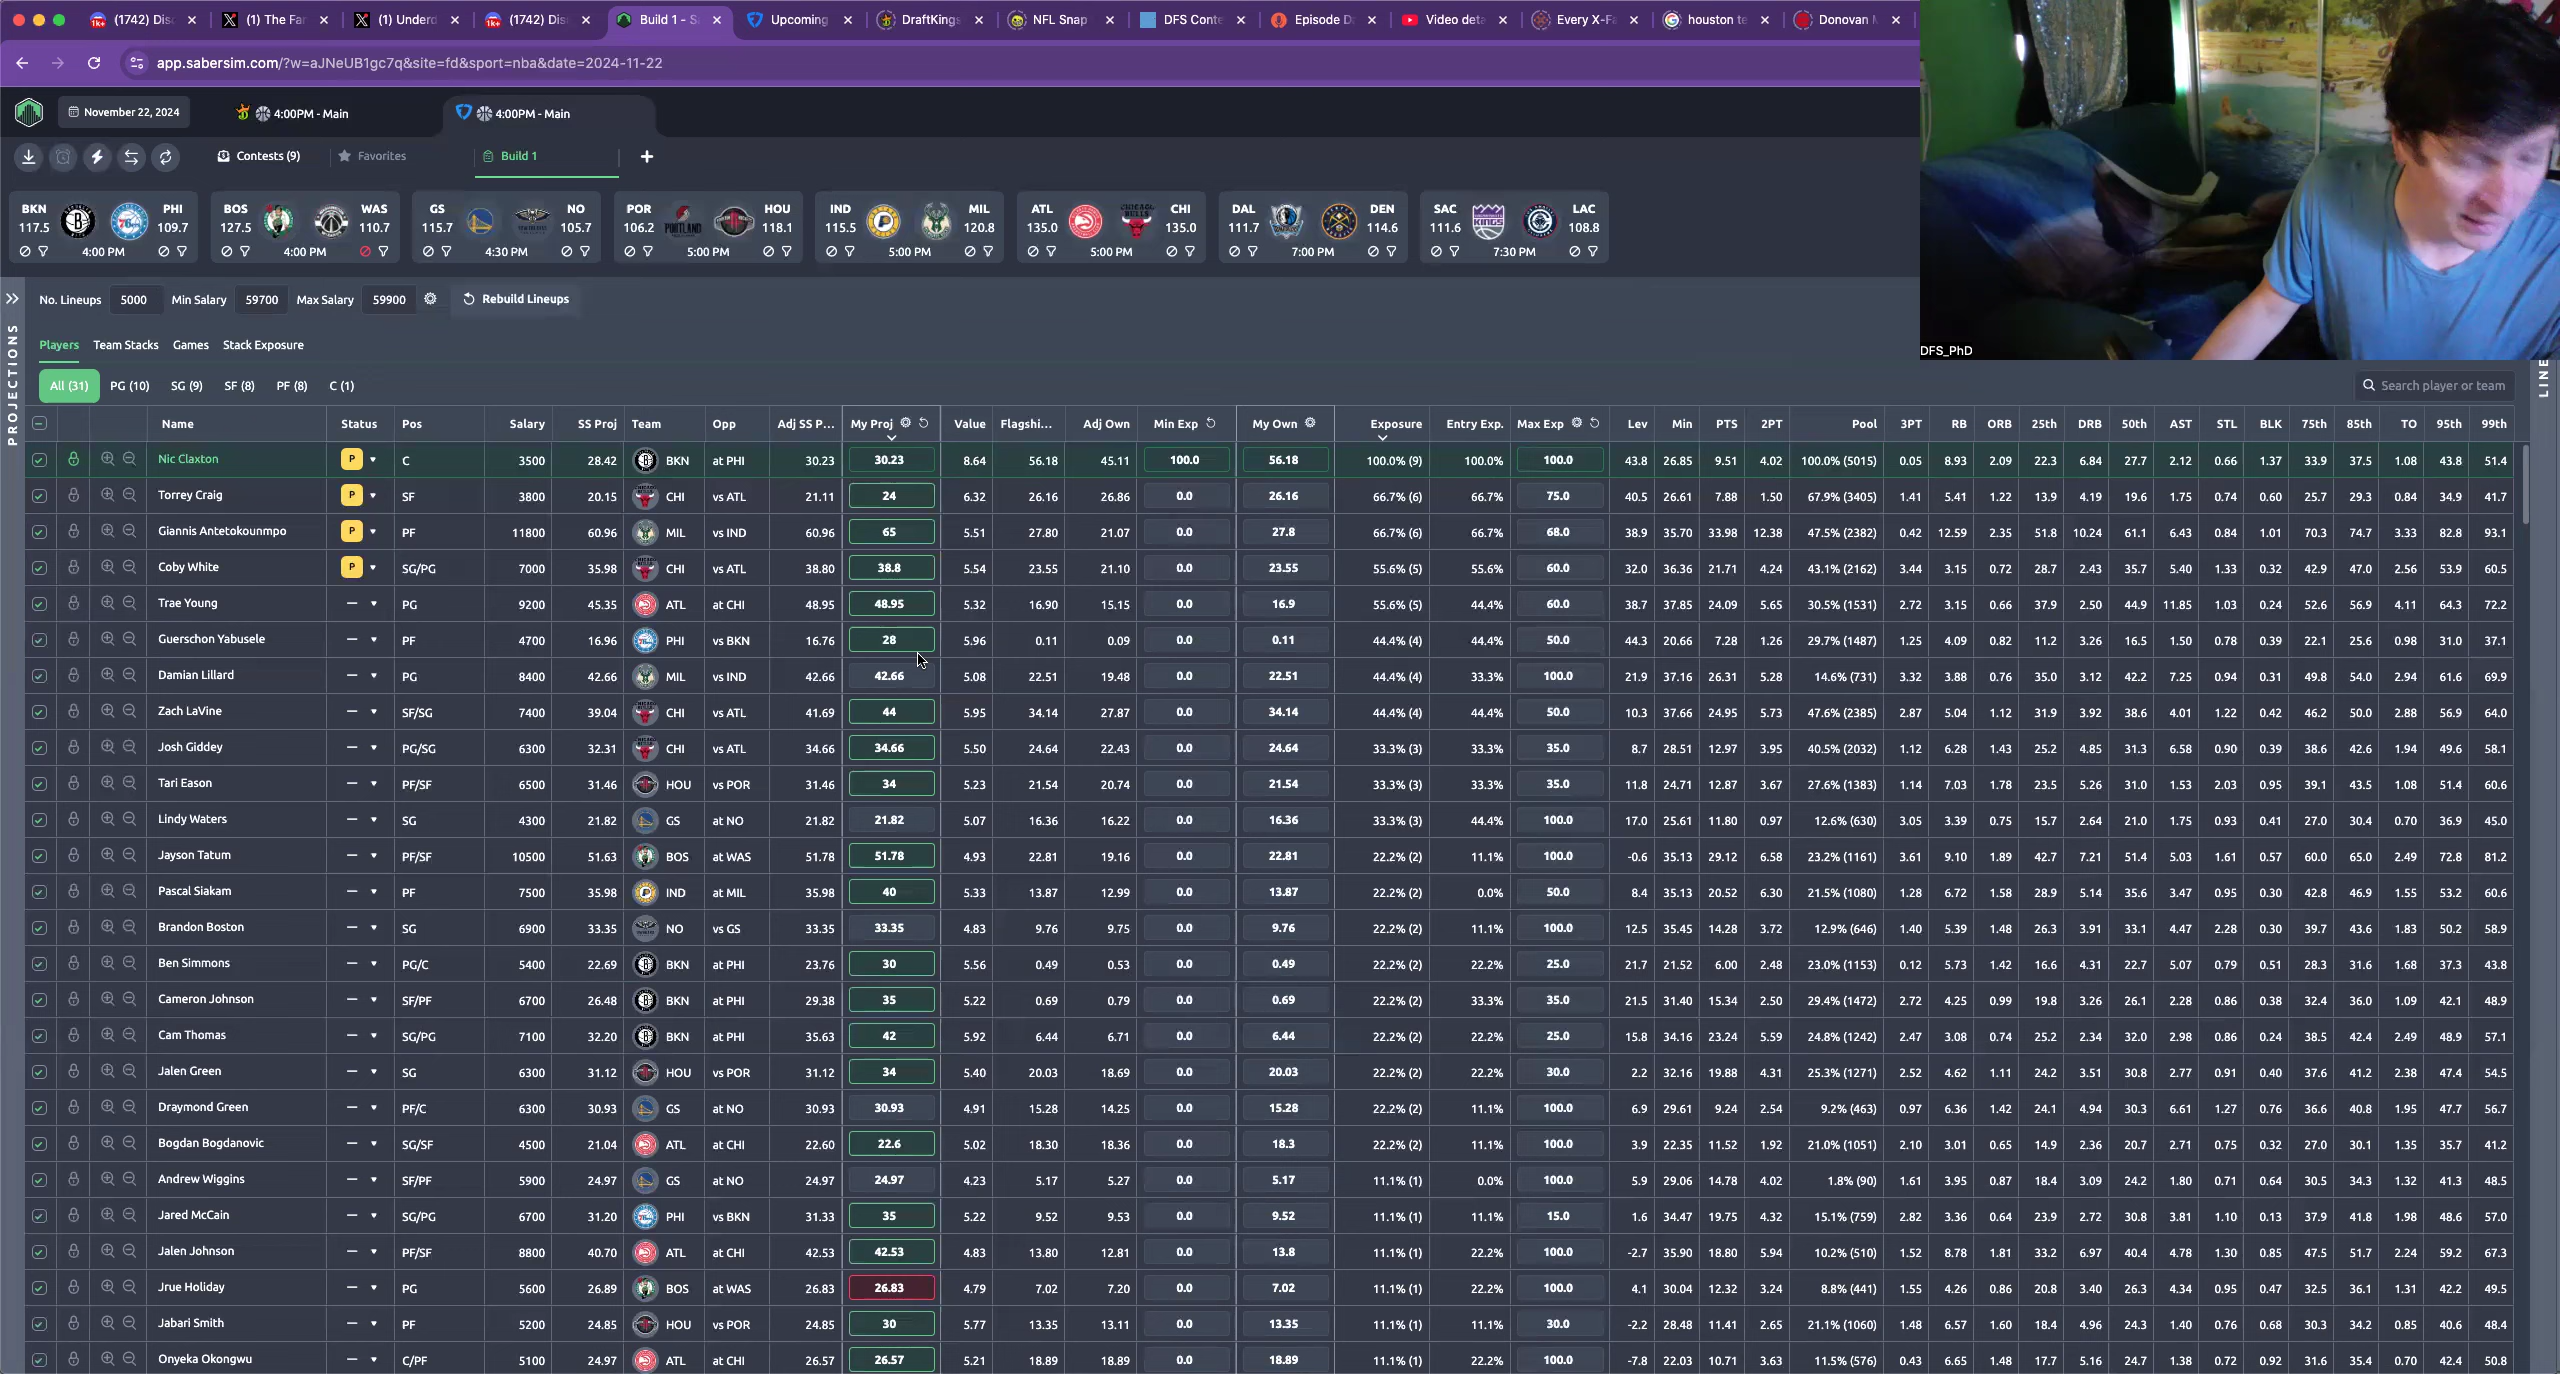 (1742) Disc
(1) The Far
(1) Underd
(1742) Dis
Build 1 - S
Upcoming
DraftKings
NFL Snap
DFS Conte
Episode D
Video deta
Every X-Fa
houston te
Donovan M
app.sabersim.com/?w=aJNeUB1gc7q&site=fd&sport=nba&date=2024-11-22
November 22, 2024
4:00PM - Main
4:00PM - Main
Contests (9)
Favorites
Build 1
BKN PHI
117.5 109.7
4:00 PM
BOS WAS
127.5 110.7
4:00 PM
GS NO
115.7 105.7
4:30 PM
POR HOU
106.2 118.1
5:00 PM
IND MIL
115.5 120.8
5:00 PM
ATL CHI
135.0 135.0
5:00 PM
DAL DEN
111.7 114.6
7:00 PM
SAC LAC
111.6 108.8
7:30 PM
DFS_PhD
PROJECTIONS
LINE
No. Lineups 5000 Min Salary 59700 Max Salary 59900 Rebuild Lineups
Players Team Stacks Games Stack Exposure
All (31) PG (10) SG (9) SF (8) PF (8) C (1)
Search player or team
Name Status Pos Salary SS Proj Team Opp Adj SS P... My Proj Value Flagshi... Adj Own Min Exp My Own Exposure Entry Exp. Max Exp Lev Min PTS 2PT Pool 3PT RB ORB 25th DRB 50th AST STL BLK 75th 85th TO 95th 99th
Nic Claxton P C 3500 28.42 BKN at PHI 30.23 30.23 8.64 56.18 45.11 100.0 56.18 100.0% (9) 100.0% 100.0 43.8 26.85 9.51 4.02 100.0% (5015) 0.05 8.93 2.09 22.3 6.84 27.7 2.12 0.66 1.37 33.9 37.5 1.08 43.8 51.4
Torrey Craig P SF 3800 20.15 CHI vs ATL 21.11 24 6.32 26.16 26.86 0.0 26.16 66.7% (6) 66.7% 75.0 40.5 26.61 7.88 1.50 67.9% (3405) 1.41 5.41 1.22 13.9 4.19 19.6 1.75 0.74 0.60 25.7 29.3 0.84 34.9 41.7
Giannis Antetokounmpo P PF 11800 60.96 MIL vs IND 60.96 65 5.51 27.80 21.07 0.0 27.8 66.7% (6) 66.7% 68.0 38.9 35.70 33.98 12.38 47.5% (2382) 0.42 12.59 2.35 51.8 10.24 61.1 6.43 0.84 1.01 70.3 74.7 3.33 82.8 93.1
Coby White P SG/PG 7000 35.98 CHI vs ATL 38.80 38.8 5.54 23.55 21.10 0.0 23.55 55.6% (5) 55.6% 60.0 32.0 36.36 21.71 4.24 43.1% (2162) 3.44 3.15 0.72 28.7 2.43 35.7 5.40 1.33 0.32 42.9 47.0 2.56 53.9 60.5
Trae Young — PG 9200 45.35 ATL at CHI 48.95 48.95 5.32 16.90 15.15 0.0 16.9 55.6% (5) 44.4% 60.0 38.7 37.85 24.09 5.65 30.5% (1531) 2.72 3.15 0.66 37.9 2.50 44.9 11.85 1.03 0.24 52.6 56.9 4.11 64.3 72.2
Guerschon Yabusele — PF 4700 16.96 PHI vs BKN 16.76 28 5.96 0.11 0.09 0.0 0.11 44.4% (4) 44.4% 50.0 44.3 20.66 7.28 1.26 29.7% (1487) 1.25 4.09 0.82 11.2 3.26 16.5 1.50 0.78 0.39 22.1 25.6 0.98 31.0 37.1
Damian Lillard — PG 8400 42.66 MIL vs IND 42.66 42.66 5.08 22.51 19.48 0.0 22.51 44.4% (4) 33.3% 100.0 21.9 37.16 26.31 5.28 14.6% (731) 3.32 3.88 0.76 35.0 3.12 42.2 7.25 0.94 0.31 49.8 54.0 2.94 61.6 69.9
Zach LaVine — SF/SG 7400 39.04 CHI vs ATL 41.69 44 5.95 34.14 27.87 0.0 34.14 44.4% (4) 44.4% 50.0 10.3 37.66 24.95 5.73 47.6% (2385) 2.87 5.04 1.12 31.9 3.92 38.6 4.01 1.22 0.42 46.2 50.0 2.88 56.9 64.0
Josh Giddey — PG/SG 6300 32.31 CHI vs ATL 34.66 34.66 5.50 24.64 22.43 0.0 24.64 33.3% (3) 33.3% 35.0 8.7 28.51 12.97 3.95 40.5% (2032) 1.12 6.28 1.43 25.2 4.85 31.3 6.58 0.90 0.39 38.6 42.6 1.94 49.6 58.1
Tari Eason — PF/SF 6500 31.46 HOU vs POR 31.46 34 5.23 21.54 20.74 0.0 21.54 33.3% (3) 33.3% 35.0 11.8 24.71 12.87 3.67 27.6% (1383) 1.14 7.03 1.78 23.5 5.26 31.0 1.53 2.03 0.95 39.1 43.5 1.08 51.4 60.6
Lindy Waters — SG 4300 21.82 GS at NO 21.82 21.82 5.07 16.36 16.22 0.0 16.36 33.3% (3) 44.4% 100.0 17.0 25.61 11.80 0.97 12.6% (630) 3.05 3.39 0.75 15.7 2.64 21.0 1.75 0.93 0.41 27.0 30.4 0.70 36.9 45.0
Jayson Tatum — PF/SF 10500 51.63 BOS at WAS 51.78 51.78 4.93 22.81 19.16 0.0 22.81 22.2% (2) 11.1% 100.0 -0.6 35.13 29.12 6.58 23.2% (1161) 3.61 9.10 1.89 42.7 7.21 51.4 5.03 1.61 0.57 60.0 65.0 2.49 72.8 81.2
Pascal Siakam — PF 7500 35.98 IND at MIL 35.98 40 5.33 13.87 12.99 0.0 13.87 22.2% (2) 0.0% 50.0 8.4 35.13 20.52 6.30 21.5% (1080) 1.28 6.72 1.58 28.9 5.14 35.6 3.47 0.95 0.30 42.8 46.9 1.55 53.2 60.6
Brandon Boston — SG 6900 33.35 NO vs GS 33.35 33.35 4.83 9.76 9.75 0.0 9.76 22.2% (2) 11.1% 100.0 12.5 35.45 14.28 3.72 12.9% (646) 1.40 5.39 1.48 26.3 3.91 33.1 4.47 2.28 0.30 39.7 43.6 1.83 50.2 58.9
Ben Simmons — PG/C 5400 22.69 BKN at PHI 23.76 30 5.56 0.49 0.53 0.0 0.49 22.2% (2) 22.2% 25.0 21.7 21.52 6.00 2.48 23.0% (1153) 0.12 5.73 1.42 16.6 4.31 22.7 5.07 0.79 0.51 28.3 31.6 1.68 37.3 43.8
Cameron Johnson — SF/PF 6700 26.48 BKN at PHI 29.38 35 5.22 0.69 0.79 0.0 0.69 22.2% (2) 33.3% 35.0 21.5 31.40 15.34 2.50 29.4% (1472) 2.72 4.25 0.99 19.8 3.26 26.1 2.28 0.86 0.38 32.4 36.0 1.09 42.1 48.9
Cam Thomas — SG/PG 7100 32.20 BKN at PHI 35.63 42 5.92 6.44 6.71 0.0 6.44 22.2% (2) 22.2% 25.0 15.8 34.16 23.24 5.59 24.8% (1242) 2.47 3.08 0.74 25.2 2.34 32.0 2.98 0.86 0.24 38.5 42.4 2.49 48.9 57.1
Jalen Green — SG 6300 31.12 HOU vs POR 31.12 34 5.40 20.03 18.69 0.0 20.03 22.2% (2) 22.2% 30.0 2.2 32.16 19.88 4.31 25.3% (1271) 2.52 4.62 1.11 24.2 3.51 30.8 2.77 0.91 0.40 37.6 41.2 2.38 47.4 54.5
Draymond Green — PF/C 6300 30.93 GS at NO 30.93 30.93 4.91 15.28 14.25 0.0 15.28 22.2% (2) 11.1% 100.0 6.9 29.61 9.24 2.54 9.2% (463) 0.97 6.36 1.42 24.1 4.94 30.3 6.61 1.27 0.76 36.6 40.8 1.95 47.7 56.7
Bogdan Bogdanovic — SG/SF 4500 21.04 ATL at CHI 22.60 22.6 5.02 18.30 18.36 0.0 18.3 22.2% (2) 11.1% 100.0 3.9 22.35 11.52 1.92 21.0% (1051) 2.10 3.01 0.65 14.9 2.36 20.7 2.71 0.75 0.32 27.0 30.1 1.35 35.7 41.2
Andrew Wiggins — SF/PF 5900 24.97 GS at NO 24.97 24.97 4.23 5.17 5.27 0.0 5.17 11.1% (1) 0.0% 100.0 5.9 29.06 14.78 4.02 1.8% (90) 1.61 3.95 0.87 18.4 3.09 24.2 1.80 0.71 0.64 30.5 34.3 1.32 41.3 48.5
Jared McCain — SG/PG 6700 31.20 PHI vs BKN 31.33 35 5.22 9.52 9.53 0.0 9.52 11.1% (1) 11.1% 15.0 1.6 34.47 19.75 4.32 15.1% (759) 2.82 3.36 0.64 23.9 2.72 30.8 3.81 1.10 0.13 37.9 41.8 1.98 48.6 57.0
Jalen Johnson — PF/SF 8800 40.70 ATL at CHI 42.53 42.53 4.83 13.80 12.81 0.0 13.8 11.1% (1) 22.2% 100.0 -2.7 35.90 18.80 5.94 10.2% (510) 1.52 8.78 1.81 33.2 6.97 40.4 4.78 1.30 0.85 47.5 51.7 2.24 59.2 67.3
Jrue Holiday — PG 5600 26.89 BOS at WAS 26.83 26.83 4.79 7.02 7.20 0.0 7.02 11.1% (1) 22.2% 100.0 4.1 30.04 12.32 3.24 8.8% (441) 1.55 4.26 0.86 20.8 3.40 26.3 4.34 0.95 0.47 32.5 36.1 1.31 42.2 49.5
Jabari Smith — PF 5200 24.85 HOU vs POR 24.85 30 5.77 13.35 13.11 0.0 13.35 11.1% (1) 11.1% 30.0 -2.2 28.48 11.41 2.65 21.1% (1060) 1.48 6.57 1.60 18.4 4.96 24.3 1.40 0.76 0.68 30.3 34.2 0.85 40.6 48.4
Onyeka Okongwu — C/PF 5100 24.97 ATL at CHI 26.57 26.57 5.21 18.89 18.89 0.0 18.89 11.1% (1) 22.2% 100.0 -7.8 22.03 10.71 3.63 11.5% (576) 0.43 6.65 1.48 17.7 5.16 24.7 1.38 0.72 0.92 31.6 35.4 0.70 42.4 50.8